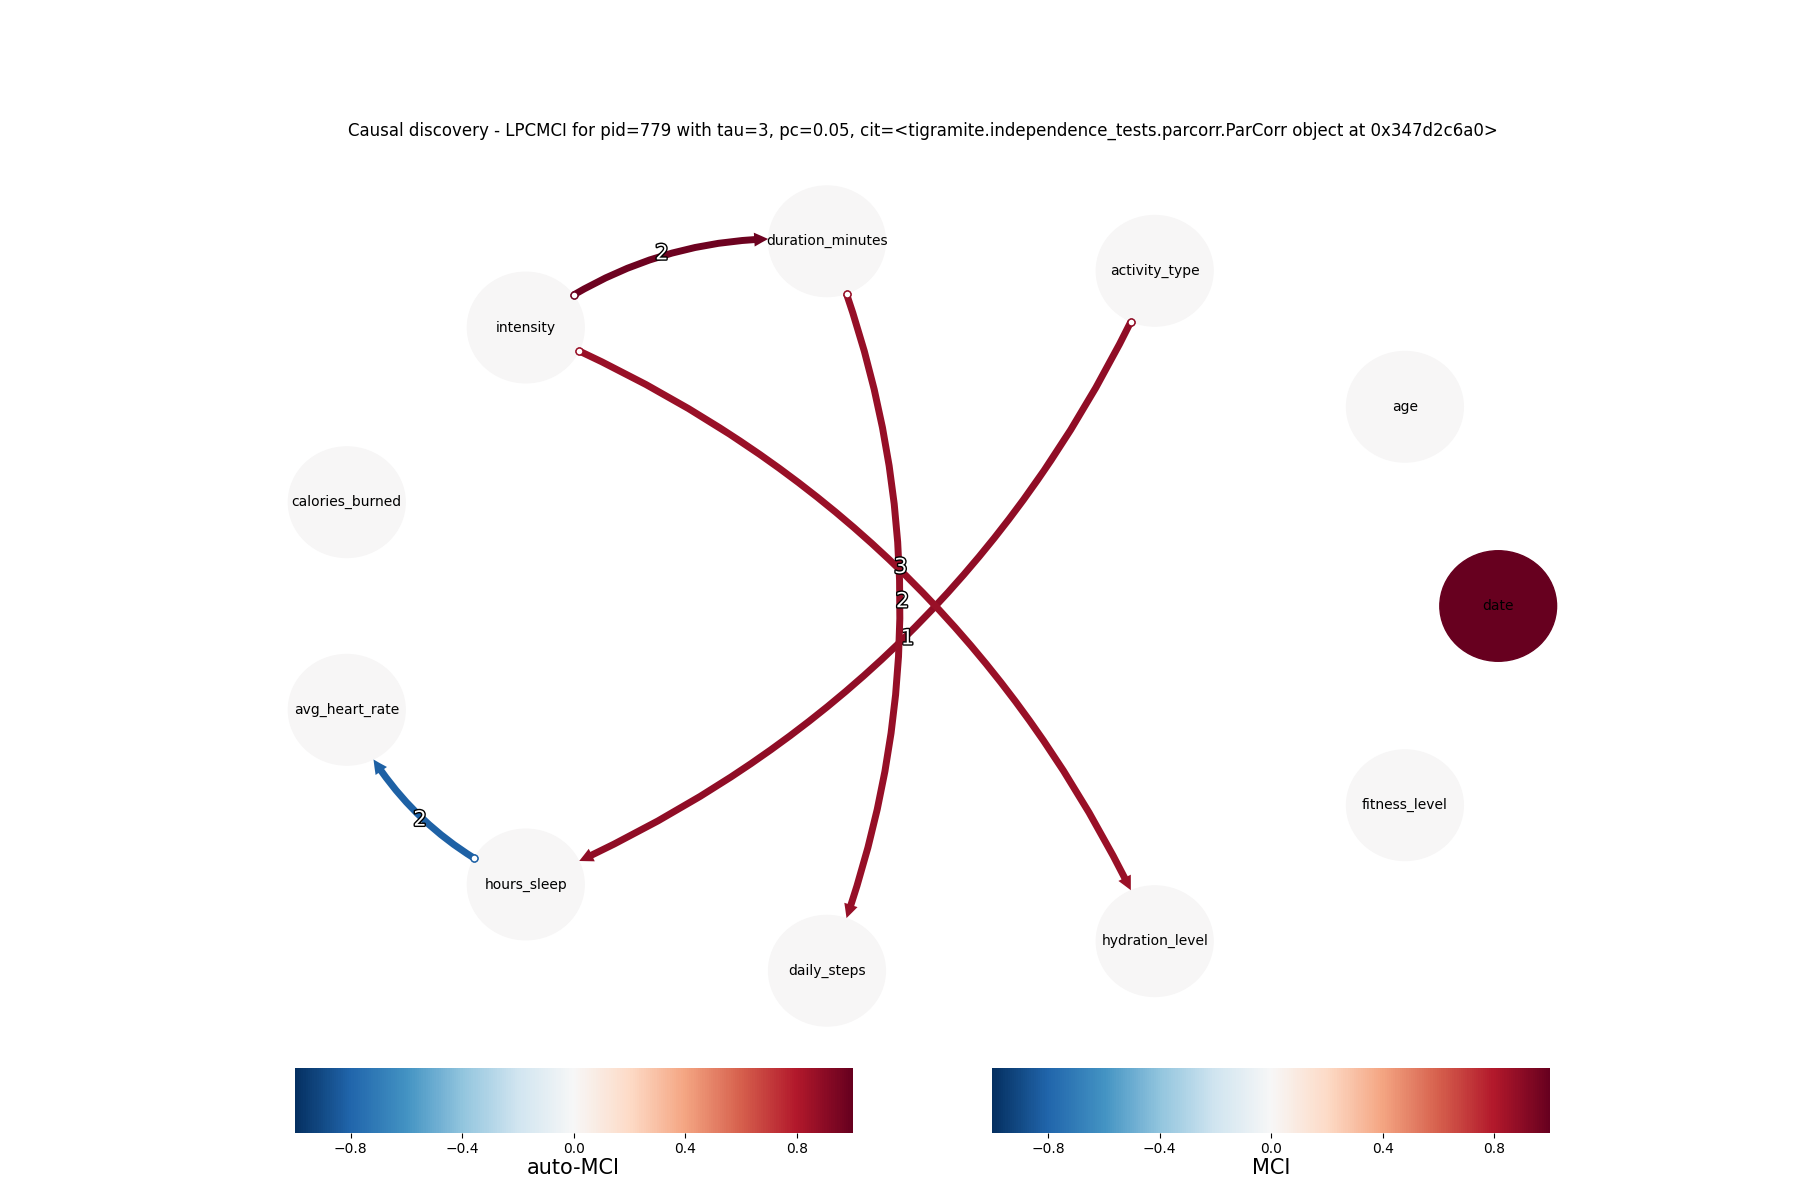 Causal discovery - LPCMCI for pid=779 with tau=3, pc=0.05, cit=<tigramite.independence_tests.parcorr.ParCorr object at 0x347d2c6a0>
duration_minutes
2
activity_type
intensity
age
calories_burned
3
2
date
1
avg_heart_rate
fitness_level
2
hours_sleep
hydration_level
daily_steps
−0.8 −0.4 0.0 0.4 0.8
auto-MCI
−0.8 −0.4 0.0 0.4 0.8
MCI